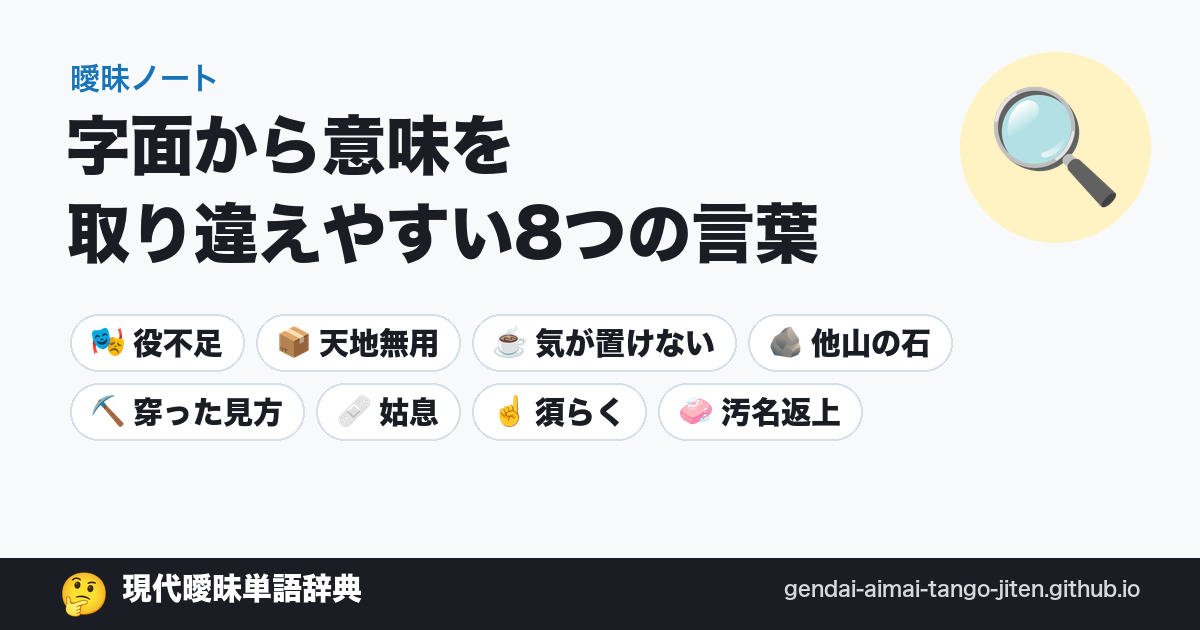 曖昧ノート
字面から意味を
取り違えやすい8つの言葉
役不足 天地無用 気が置けない 他山の石
穿った見方 姑息 須らく 汚名返上
現代曖昧単語辞典 gendai-aimai-tango-jiten.github.io